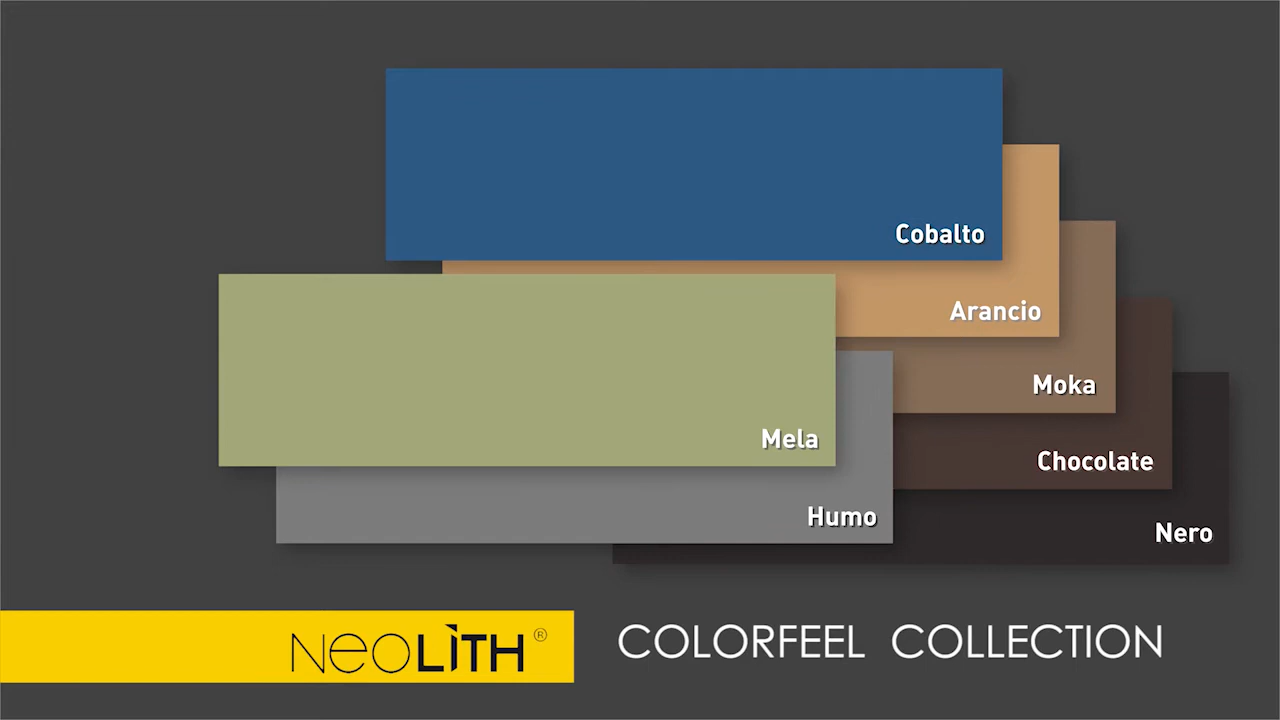 Cobalto
Arancio
Moka
Mela
Chocolate
Humo
Nero
NeoLITH®
COLORFEEL COLLECTION